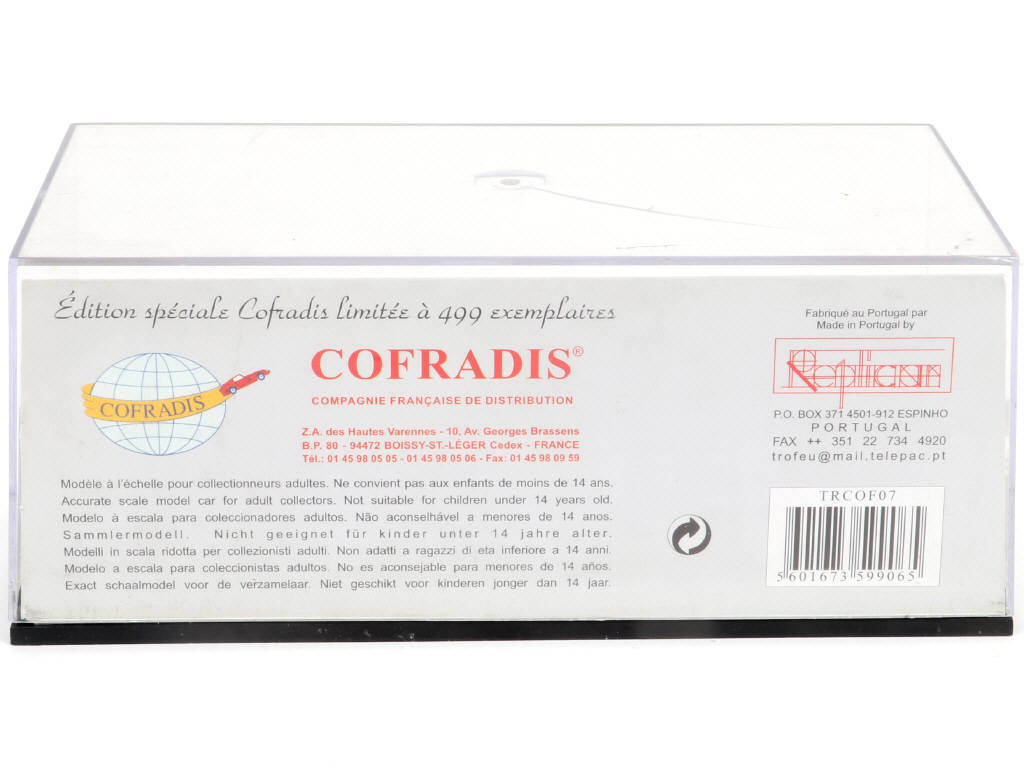 Édition spéciale Cofradis limitée à 499 exemplaires
COFRADIS
COFRADIS®
COMPAGNIE FRANÇAISE DE DISTRIBUTION
Z.A. des Hautes Varennes - 10, Av. Georges Brassens
B.P. 80 - 94472 BOISSY-ST.-LÉGER Cedex - FRANCE
Tél.: 01 45 98 05 05 - 01 45 98 05 06 - Fax: 01 45 98 09 59
Modèle à l'échelle pour collectionneurs adultes. Ne convient pas aux enfants de moins de 14 ans.
Accurate scale model car for adult collectors. Not suitable for children under 14 years old.
Modelo à escala para coleccionadores adultos. Não aconselhável a menores de 14 anos.
Sammlermodell. Nicht geeignet für kinder unter 14 jahre alter.
Modelli in scala ridotta per collezionisti adulti. Non adatti a ragazzi di eta inferiore a 14 anni.
Modelo a escala para coleccionistas adultos. No es aconsejable para menores de 14 años.
Exact schaalmodel voor de verzamelaar. Niet geschikt voor kinderen jonger dan 14 jaar.
Fabriqué au Portugal par
Made in Portugal by
Replicars
P.O. BOX 371 4501-912 ESPINHO
PORTUGAL
FAX ++ 351 22 734 4920
trofeu@mail.telepac.pt
TRCOF07
5 601673 599065